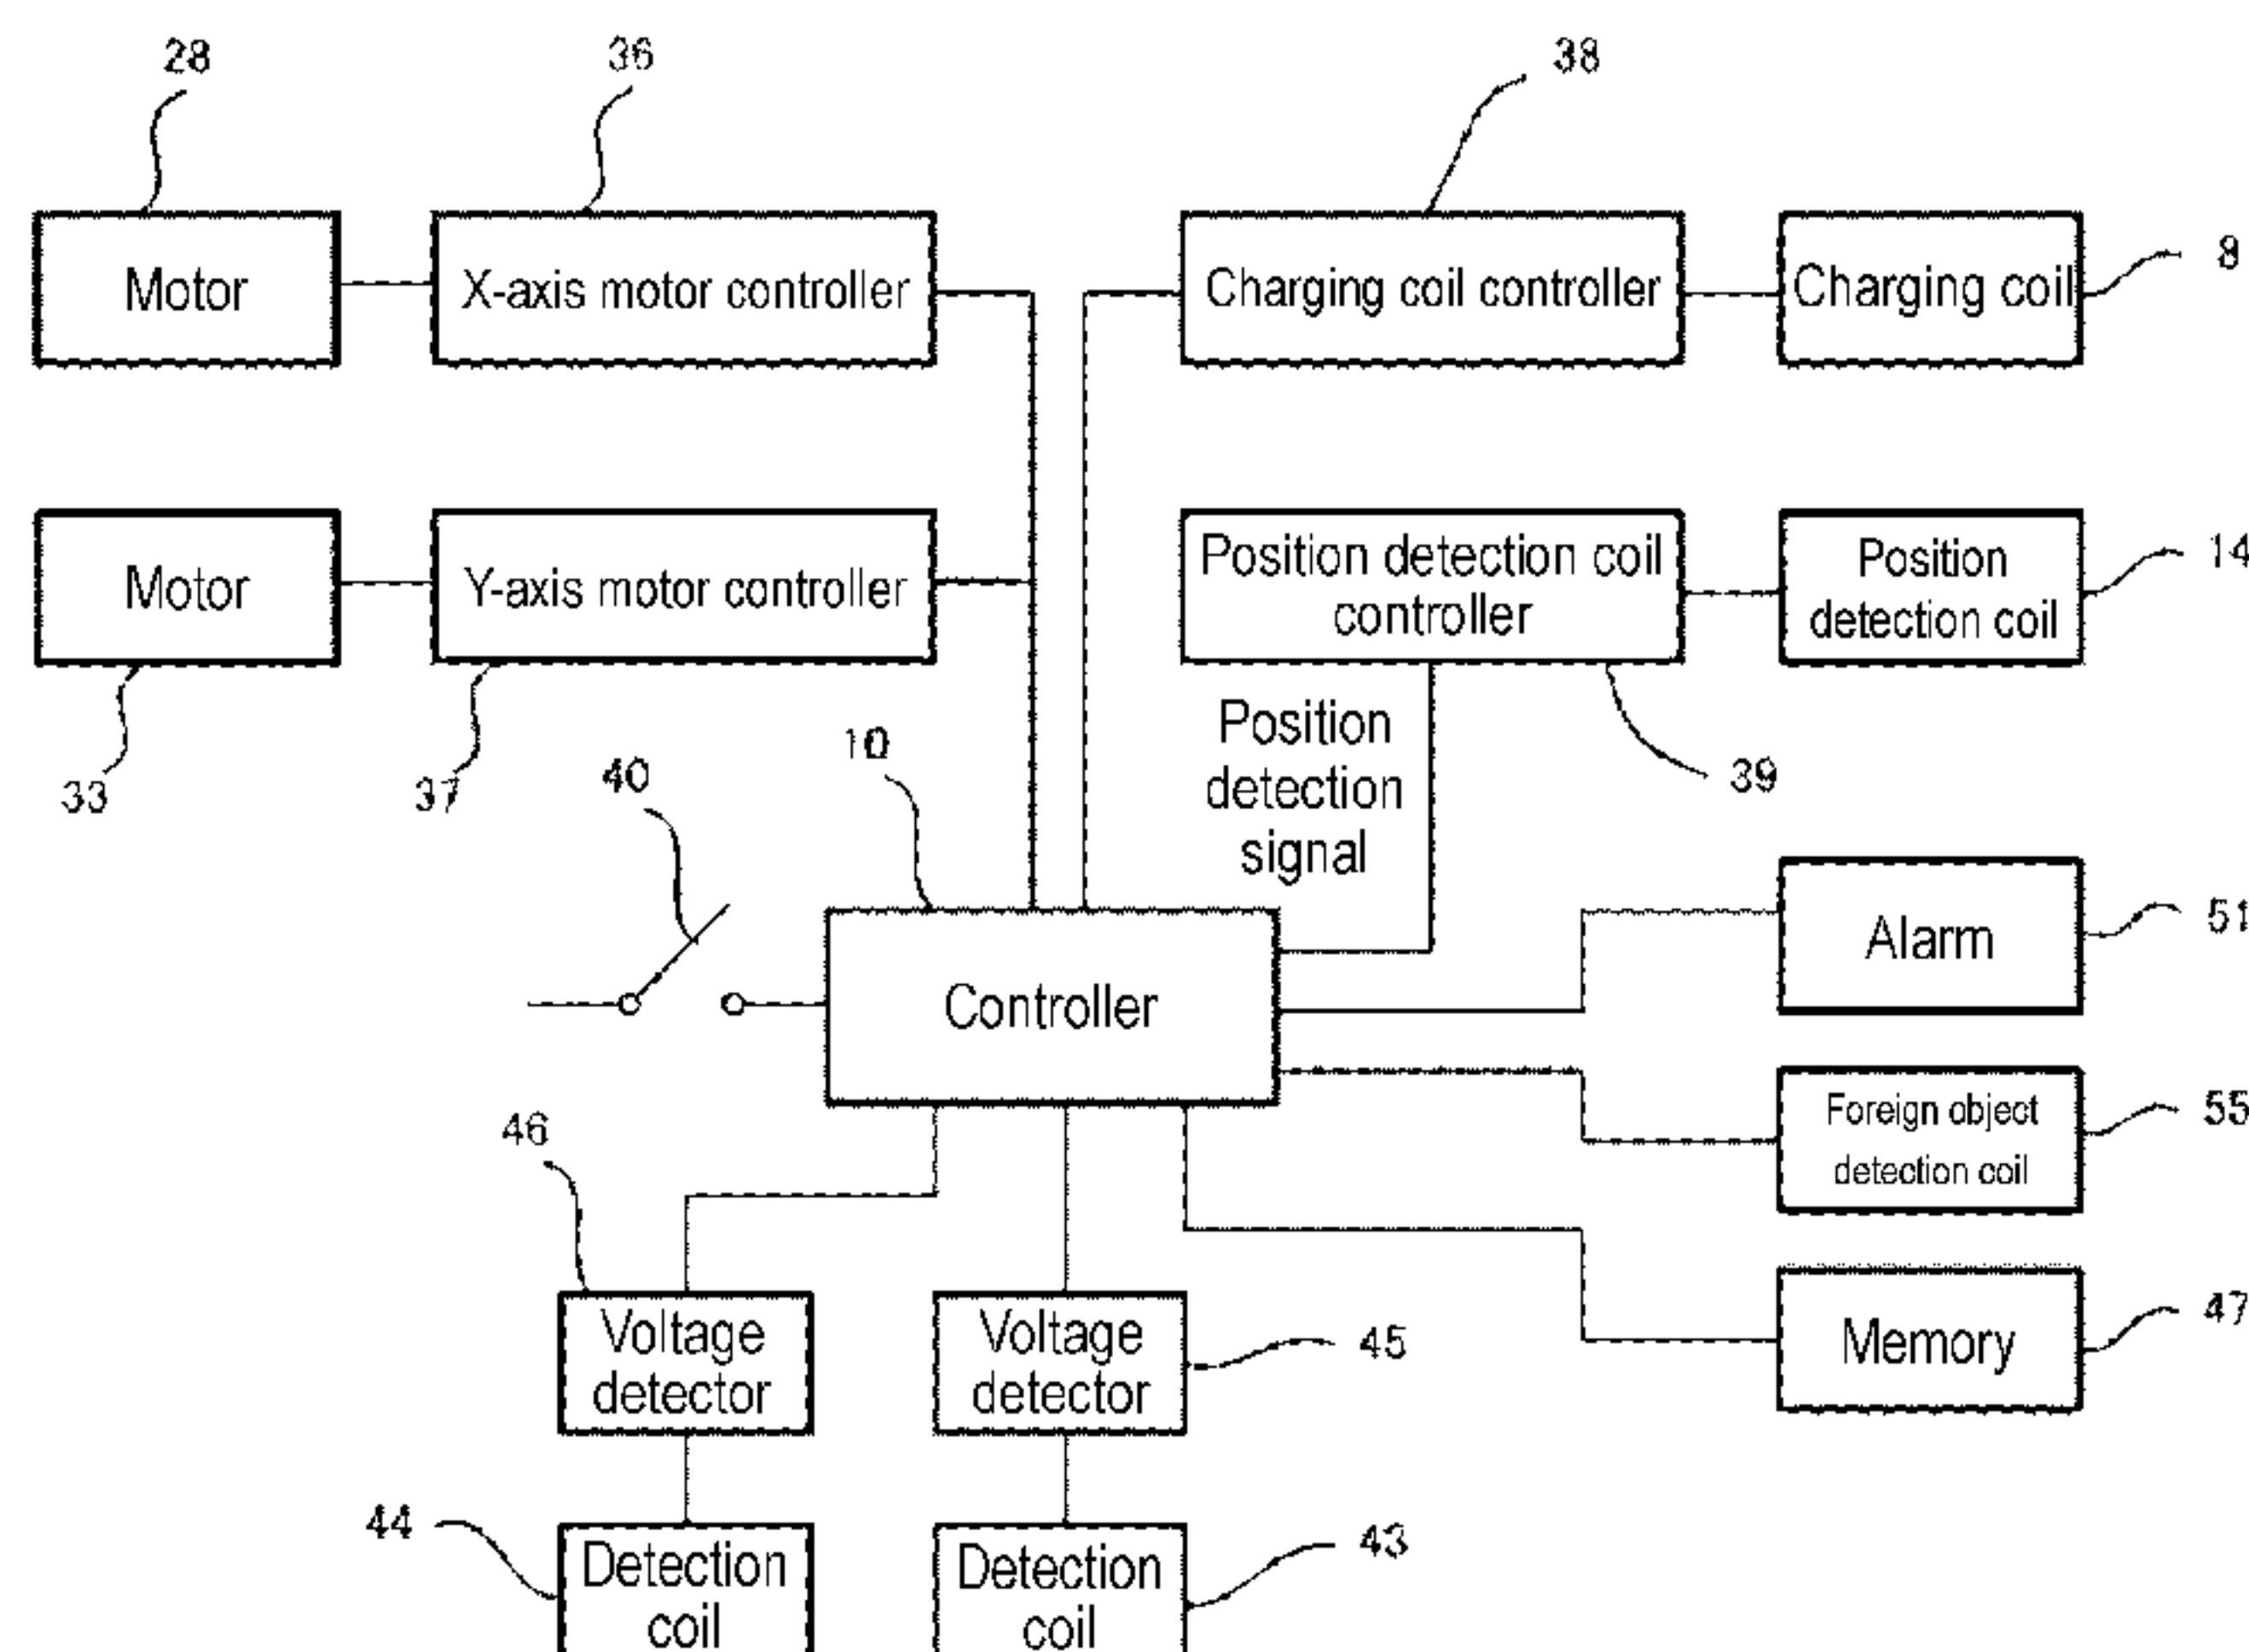 28
36
38
Motor
X-axis motor controller
Charging coil controller
Charging coil
8
Motor
Y-axis motor controller
Position detection coil
controller
Position
detection coil
14
33
37
40
10
Position
detection
signal
39
Controller
Alarm
51
Foreign object
detection coil
55
46
Voltage
detector
Voltage
detector
45
Memory
47
44
Detection
coil
Detection
coil
43